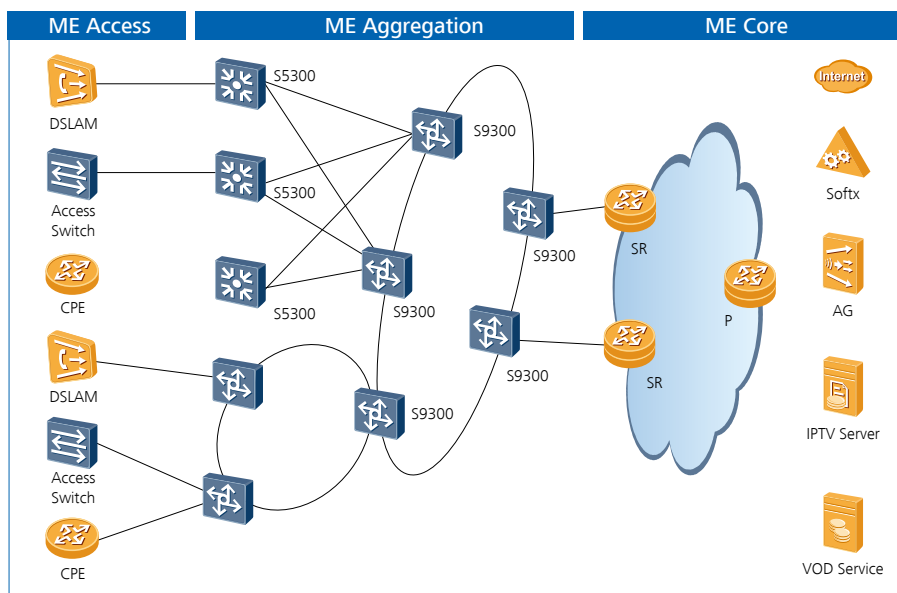 ME Access
ME Aggregation
ME Core
DSLAM
Access
Switch
CPE
DSLAM
Access
Switch
CPE
S5300
S5300
S5300
S9300
S9300
S9300
S9300
S9300
SR
SR
P
Internet
Softx
AG
IPTV Server
VOD Service